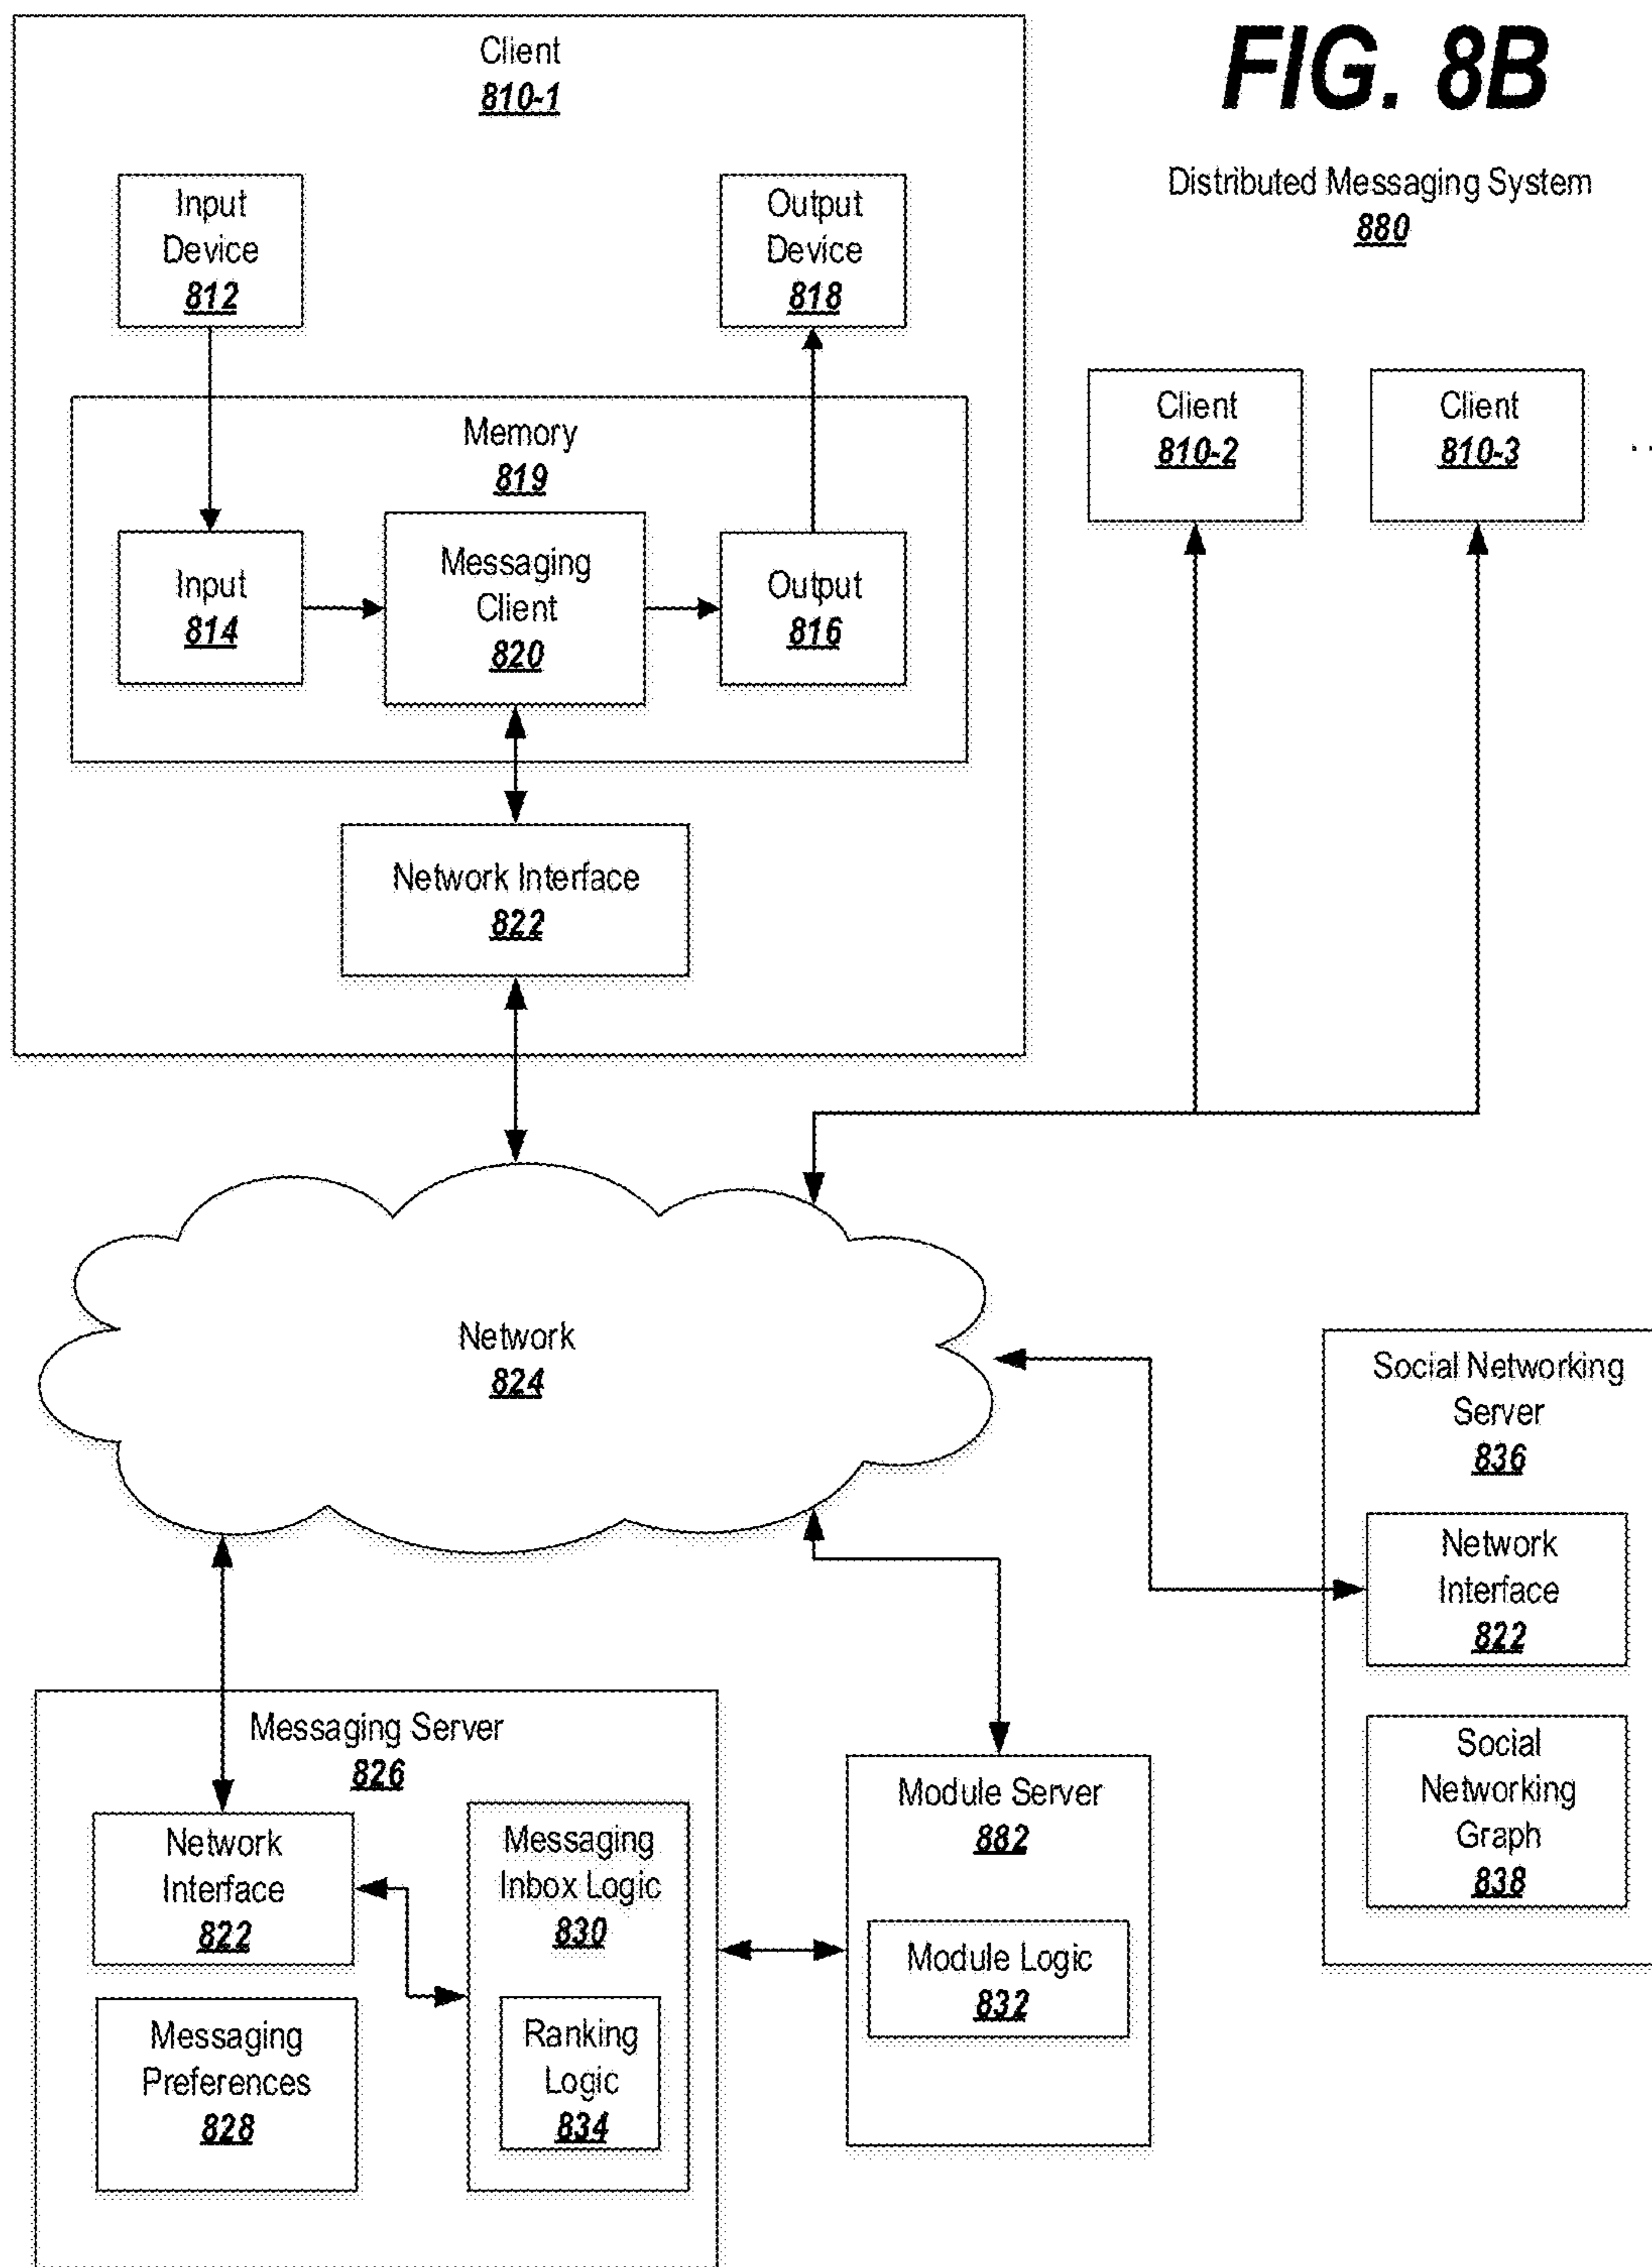 FIG. 8B
Distributed Messaging System
880
Client
810-1
Input
Device
812
Output
Device
818
Memory
819
Input
814
Messaging
Client
820
Output
816
Network Interface
822
Client
810-2
Client
810-3
..
Network
824
Social Networking
Server
836
Network
Interface
822
Social
Networking
Graph
838
Messaging Server
826
Network
Interface
822
Messaging
Preferences
828
Messaging
Inbox Logic
830
Ranking
Logic
834
Module Server
882
Module Logic
832